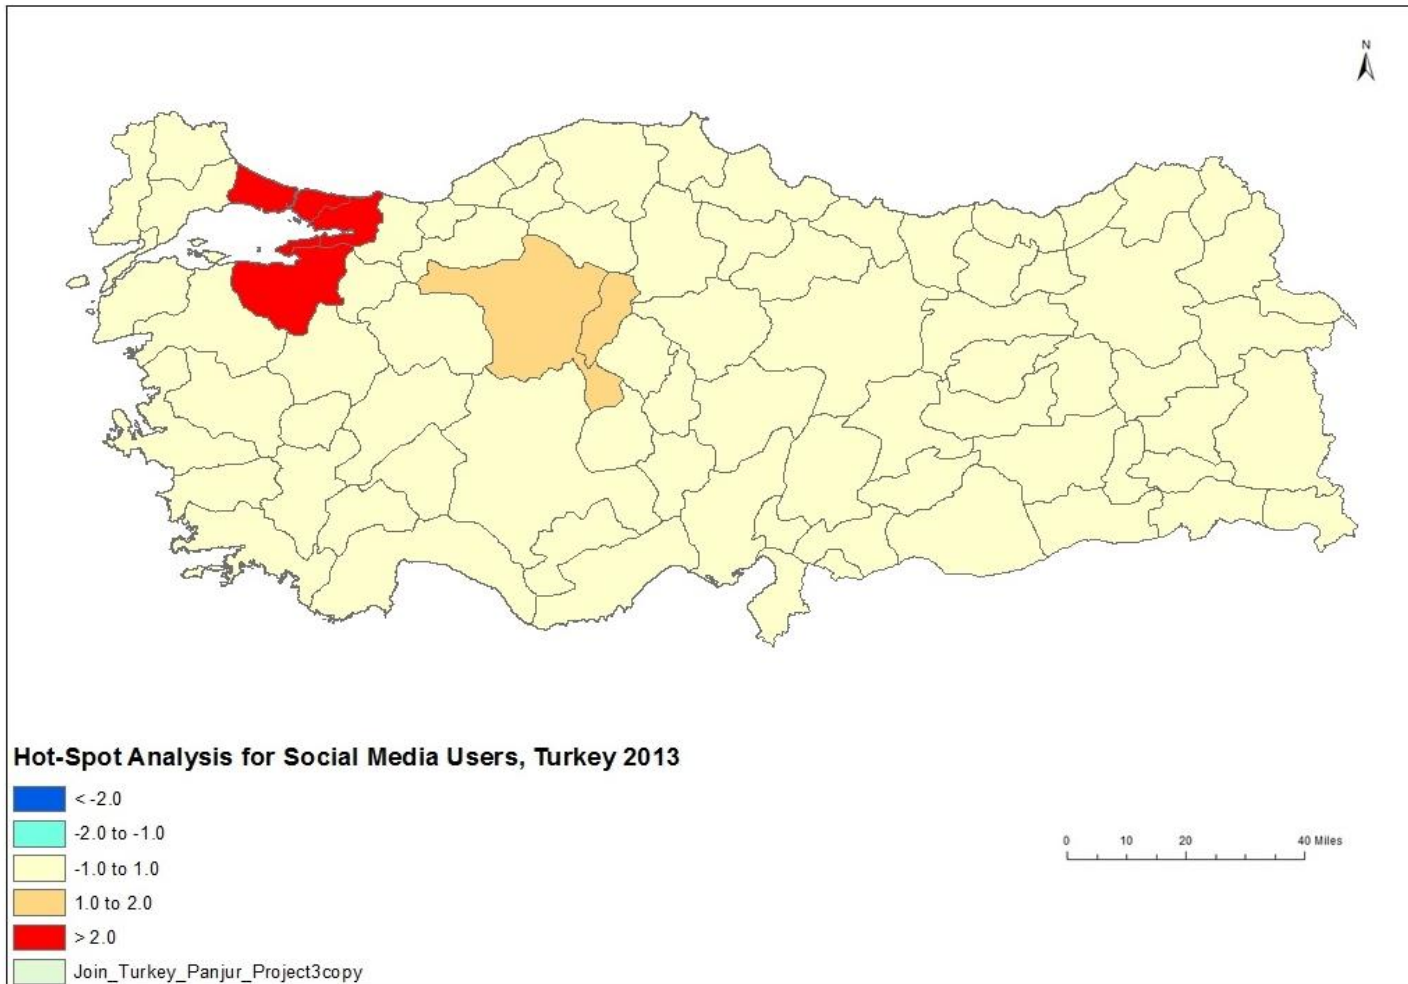 N
Hot-Spot Analysis for Social Media Users, Turkey 2013
< -2.0
-2.0 to -1.0
-1.0 to 1.0
1.0 to 2.0
> 2.0
Join_Turkey_Panjur_Project3copy
0 10 20 40 Miles